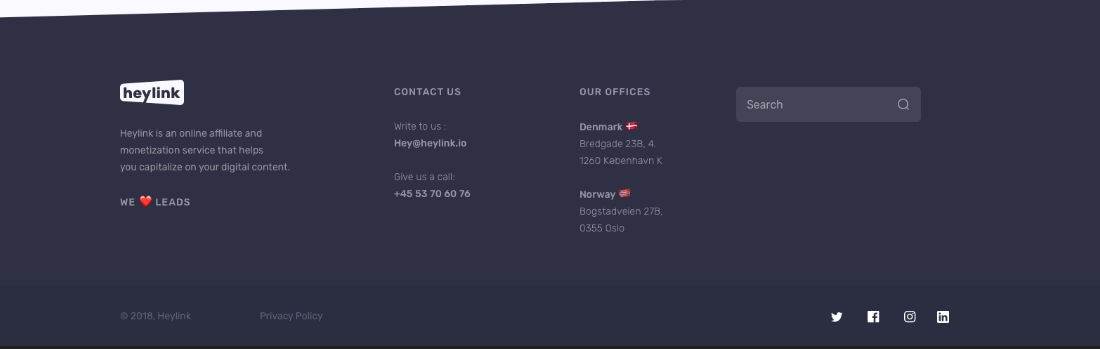 heylink
Heylink is an online affiliate and
monetization service that helps
you capitalize on your digital content.
WE ❤️ LEADS
CONTACT US
Write to us :
Hey@heylink.io
Give us a call:
+45 53 70 60 76
OUR OFFICES
Denmark 🇩🇰
Bredgade 23B, 4.
1260 København K
Norway 🇳🇴
Bogstadveien 27B,
0355 Oslo
Search
© 2018, Heylink
Privacy Policy